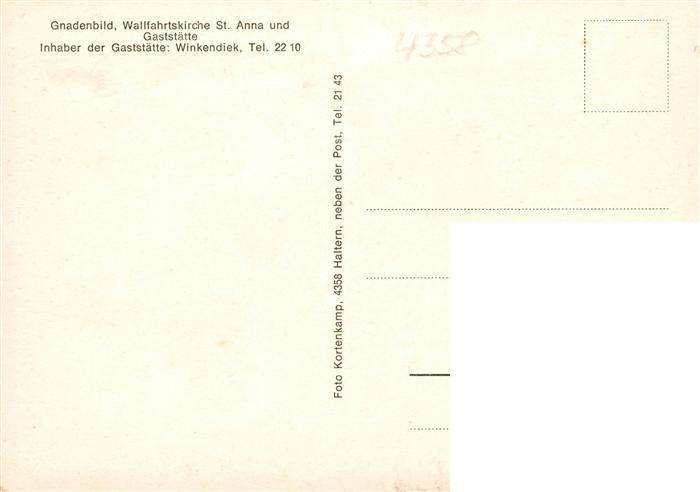 Gnadenbild, Wallfahrtskirche St. Anna und
Gaststätte
Inhaber der Gaststätte: Winkendiek, Tel. 22 10
4358
Foto Kortenkamp, 4358 Haltern, neben der Post, Tel. 21 43